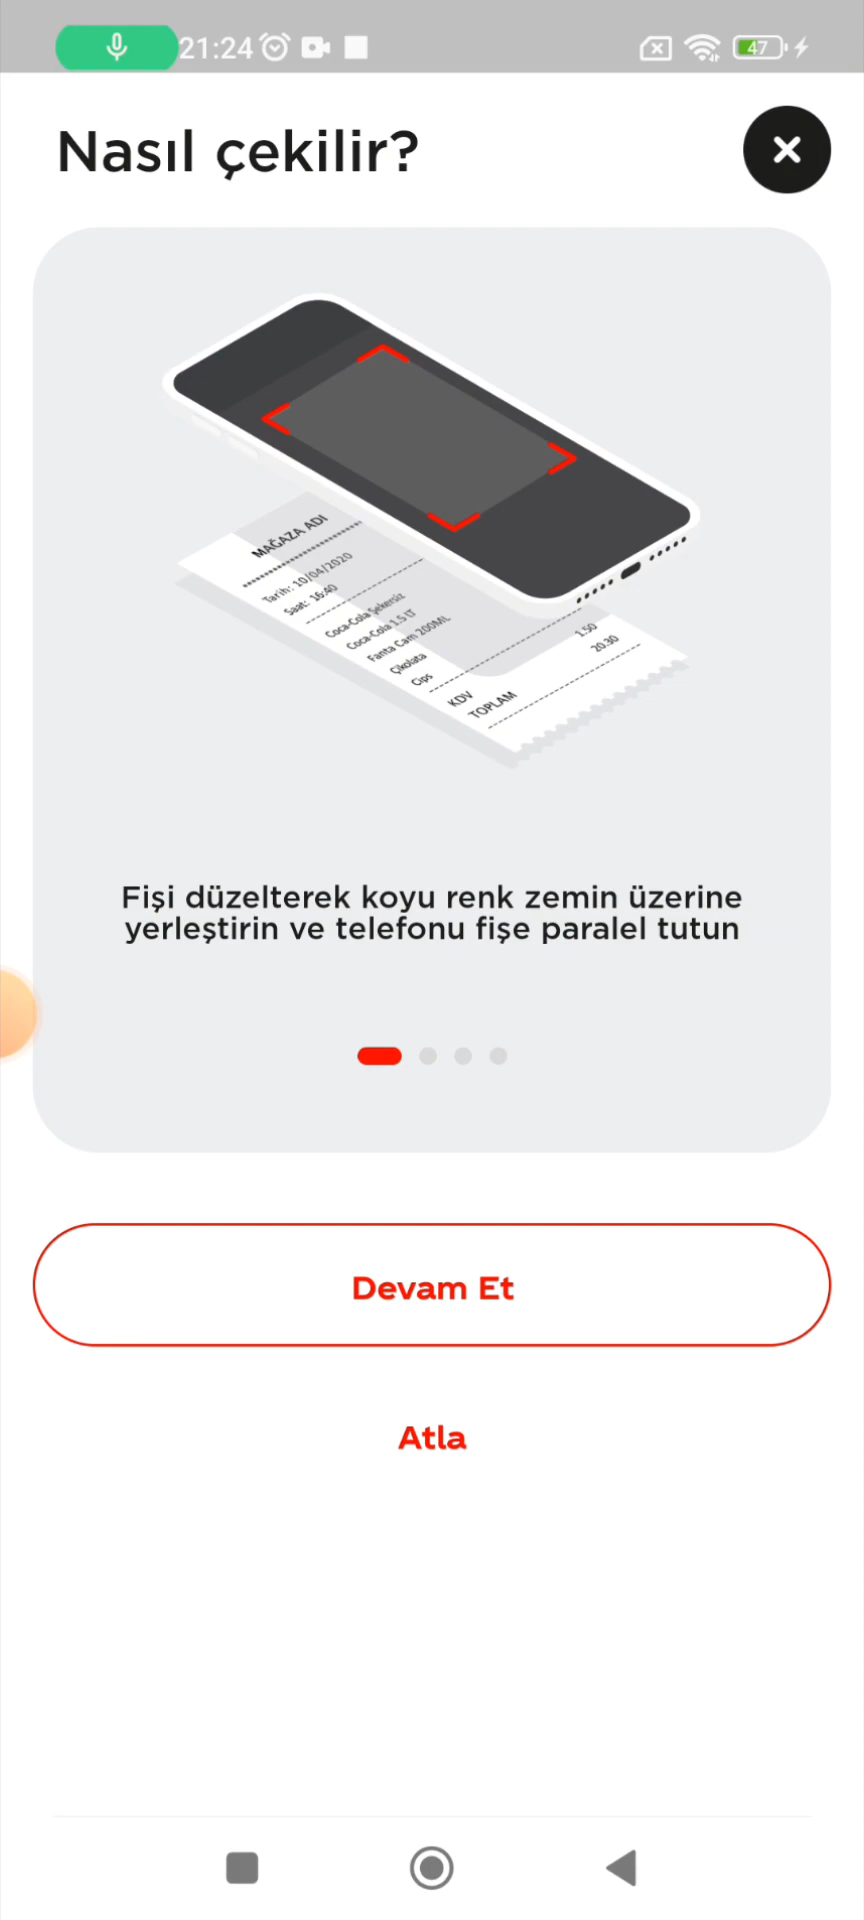 21:24
47
Nasıl çekilir?
MAĞAZA ADI
Tarih: 10/04/2020
Saat: 16:40
Coca-Cola Şekersiz
Coca-Cola 1.5 LT
Fanta Cam 200ML
Çikolata
Cips
KDV 1.50
TOPLAM 20.30
Fişi düzelterek koyu renk zemin üzerine
yerleştirin ve telefonu fişe paralel tutun
Devam Et
Atla